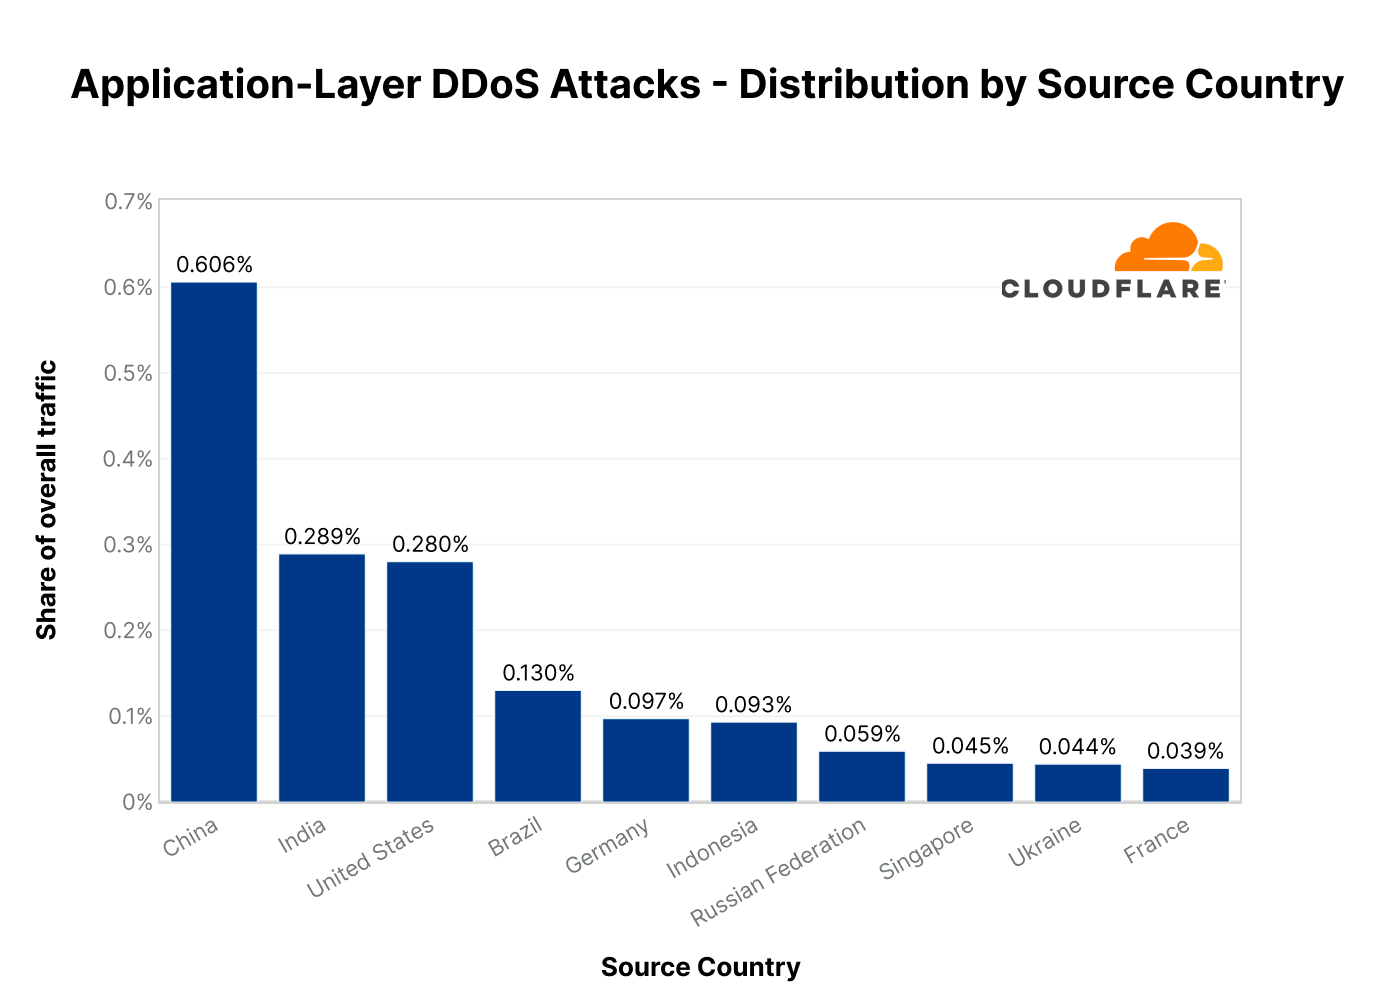 Application-Layer DDoS Attacks - Distribution by Source Country
CLOUDFLARE
Share of overall traffic
0.7%
0.6%
0.5%
0.4%
0.3%
0.2%
0.1%
0%
0.606%
0.289%
0.280%
0.130%
0.097%
0.093%
0.059%
0.045%
0.044%
0.039%
China
India
United States
Brazil
Germany
Indonesia
Russian Federation
Singapore
Ukraine
France
Source Country